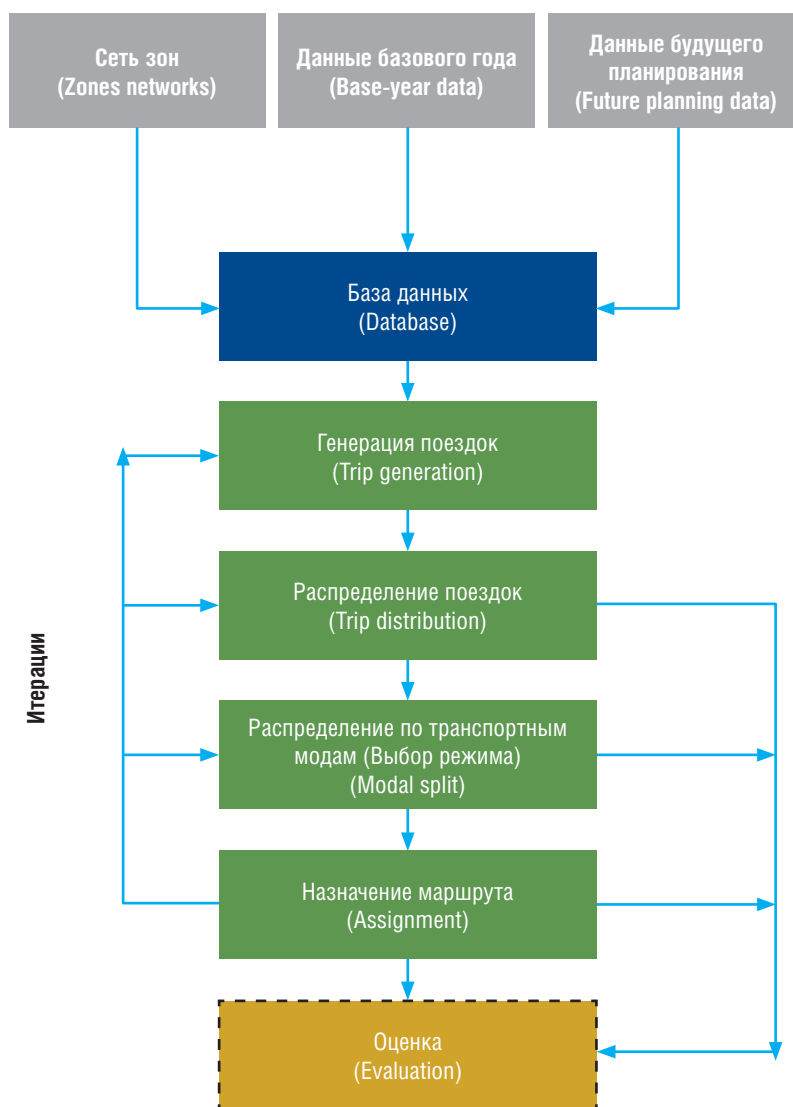 Сеть зон
(Zones networks)
Данные базового года
(Base-year data)
Данные будущего
планирования
(Future planning data)
База данных
(Database)
Генерация поездок
(Trip generation)
Распределение поездок
(Trip distribution)
Итерации
Распределение по транспортным
модам (Выбор режима)
(Modal split)
Назначение маршрута
(Assignment)
Оценка
(Evaluation)